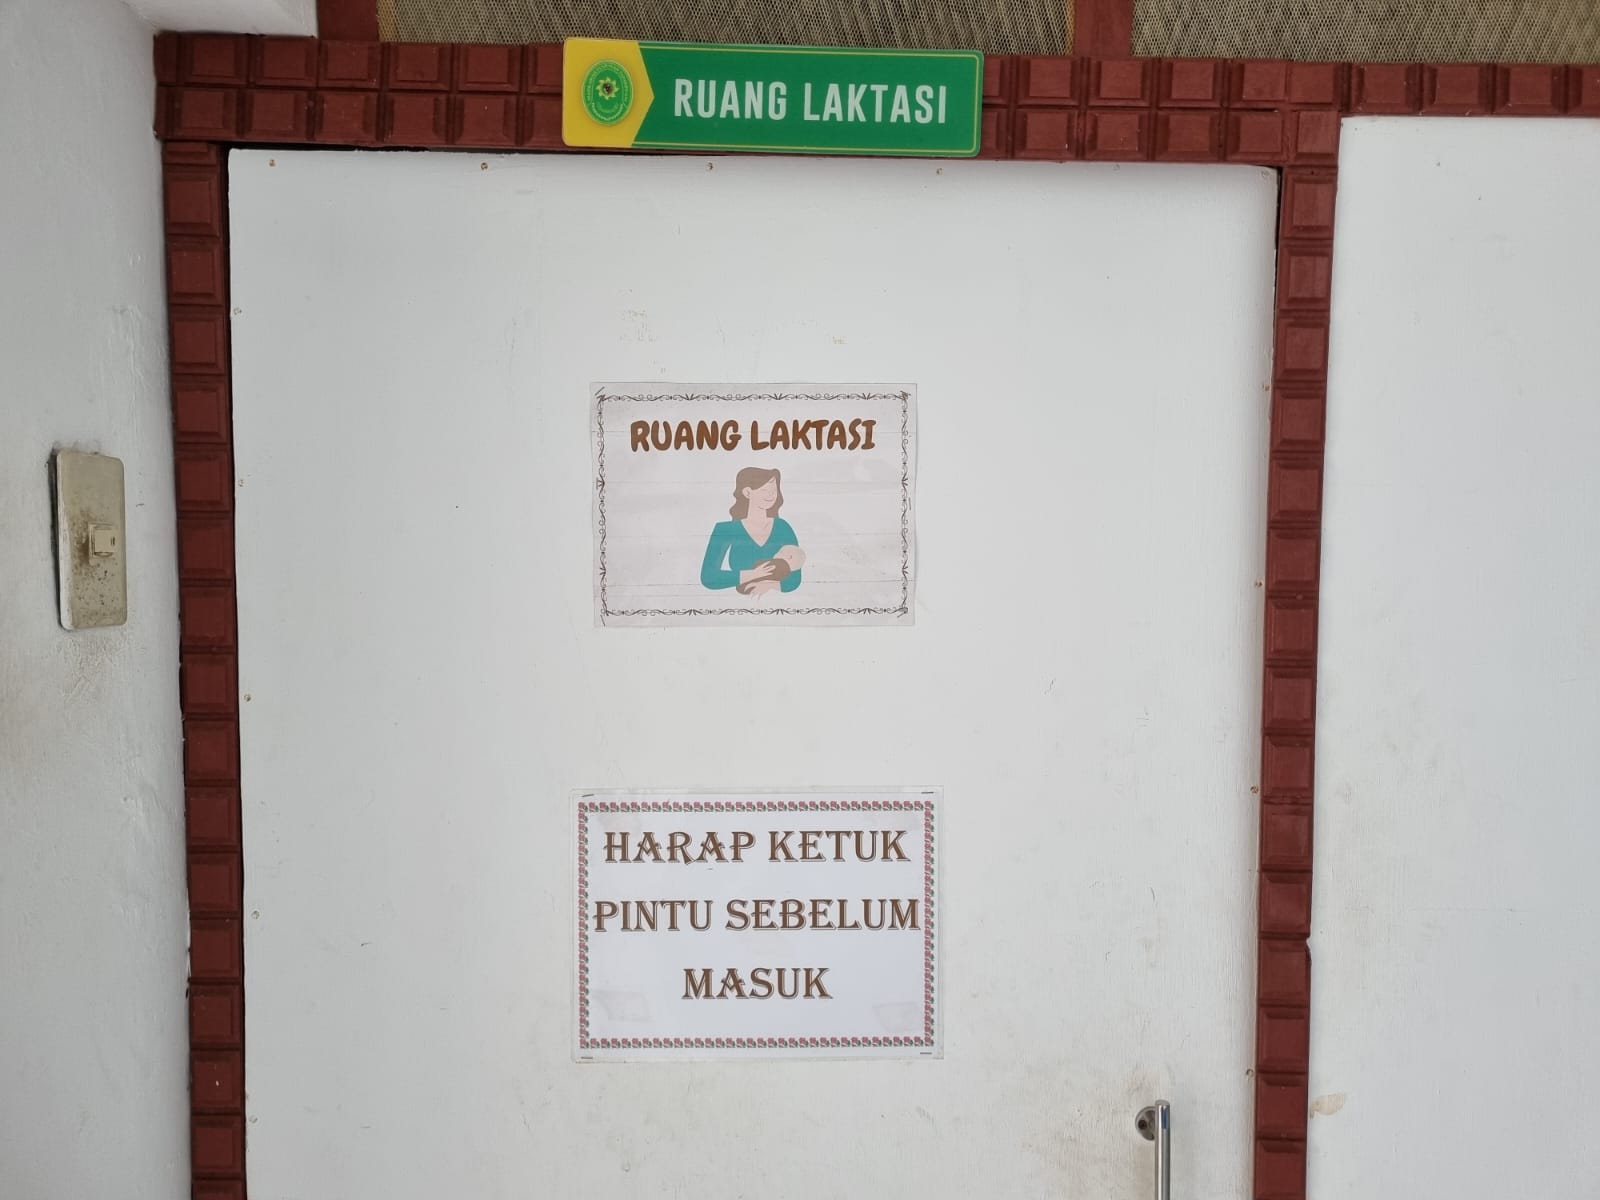 RUANG LAKTASI
RUANG LAKTASI
HARAP KETUK
PINTU SEBELUM
MASUK